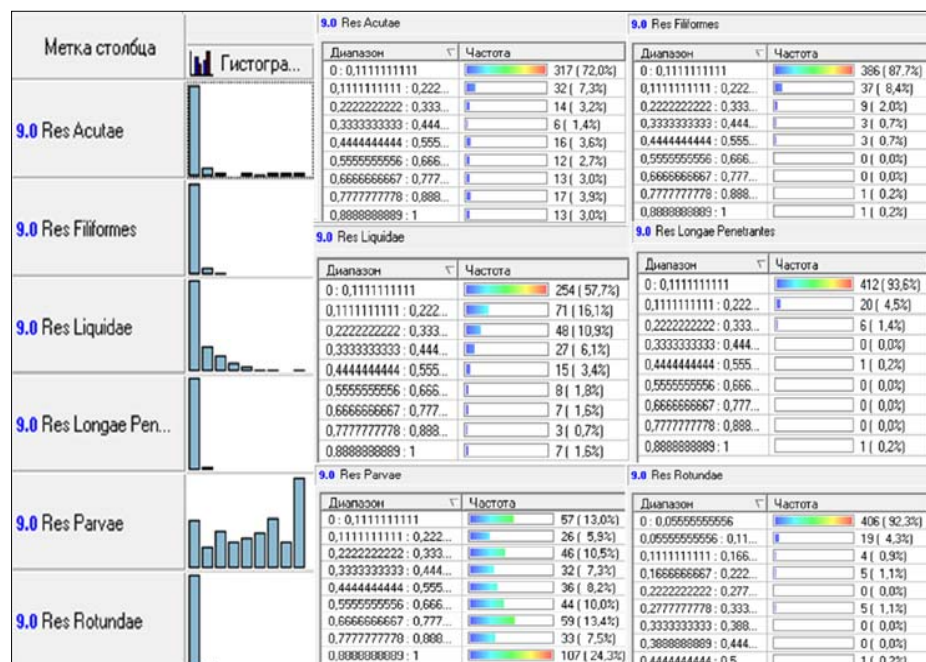 Метка столбца
Гистогра...
9.0 Res Acutae
9.0 Res Filiformes
9.0 Res Liquidae
9.0 Res Longae Pen...
9.0 Res Parvae
9.0 Res Rotundae
9.0 Res Acutae
Диапазон Частота
0 : 0,1111111111 317 ( 72,0%)
0,1111111111 : 0,222... 32 ( 7,3%)
0,2222222222 : 0,333... 14 ( 3,2%)
0,3333333333 : 0,444... 6 ( 1,4%)
0,4444444444 : 0,555... 16 ( 3,6%)
0,5555555556 : 0,666... 12 ( 2,7%)
0,6666666667 : 0,777... 13 ( 3,0%)
0,7777777778 : 0,888... 17 ( 3,9%)
0,8888888889 : 1 13 ( 3,0%)
9.0 Res Filiformes
Диапазон Частота
0 : 0,1111111111 386 ( 87,7%)
0,1111111111 : 0,222... 37 ( 8,4%)
0,2222222222 : 0,333... 9 ( 2,0%)
0,3333333333 : 0,444... 3 ( 0,7%)
0,4444444444 : 0,555... 3 ( 0,7%)
0,5555555556 : 0,666... 0 ( 0,0%)
0,6666666667 : 0,777... 0 ( 0,0%)
0,7777777778 : 0,888... 1 ( 0,2%)
0,8888888889 : 1 1 ( 0,2%)
9.0 Res Liquidae
Диапазон Частота
0 : 0,1111111111 254 ( 57,7%)
0,1111111111 : 0,222... 71 ( 16,1%)
0,2222222222 : 0,333... 48 ( 10,9%)
0,3333333333 : 0,444... 27 ( 6,1%)
0,4444444444 : 0,555... 15 ( 3,4%)
0,5555555556 : 0,666... 8 ( 1,8%)
0,6666666667 : 0,777... 7 ( 1,6%)
0,7777777778 : 0,888... 3 ( 0,7%)
0,8888888889 : 1 7 ( 1,6%)
9.0 Res Longae Penetrantes
Диапазон Частота
0 : 0,1111111111 412 ( 93,6%)
0,1111111111 : 0,222... 20 ( 4,5%)
0,2222222222 : 0,333... 6 ( 1,4%)
0,3333333333 : 0,444... 0 ( 0,0%)
0,4444444444 : 0,555... 1 ( 0,2%)
0,5555555556 : 0,666... 0 ( 0,0%)
0,6666666667 : 0,777... 0 ( 0,0%)
0,7777777778 : 0,888... 0 ( 0,0%)
0,8888888889 : 1 1 ( 0,2%)
9.0 Res Parvae
Диапазон Частота
0 : 0,1111111111 57 ( 13,0%)
0,1111111111 : 0,222... 26 ( 5,9%)
0,2222222222 : 0,333... 46 ( 10,5%)
0,3333333333 : 0,444... 32 ( 7,3%)
0,4444444444 : 0,555... 36 ( 8,2%)
0,5555555556 : 0,666... 44 ( 10,0%)
0,6666666667 : 0,777... 59 ( 13,4%)
0,7777777778 : 0,888... 33 ( 7,5%)
0,8888888889 : 1 107 ( 24,3%)
9.0 Res Rotundae
Диапазон Частота
0 : 0,05555555556 406 ( 92,3%)
0,05555555556 : 0,11... 19 ( 4,3%)
0,1111111111 : 0,166... 4 ( 0,9%)
0,1666666667 : 0,222... 5 ( 1,1%)
0,2222222222 : 0,277... 0 ( 0,0%)
0,2777777778 : 0,333... 5 ( 1,1%)
0,3333333333 : 0,388... 0 ( 0,0%)
0,3888888889 : 0,444... 0 ( 0,0%)
0,4444444444 : 0,5 1 ( 0,2%)